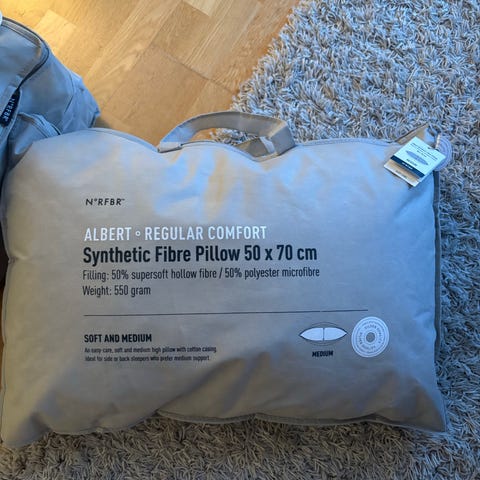 N°RFBR™
ALBERT ° REGULAR COMFORT
Synthetic Fibre Pillow 50 x 70 cm
Filling: 50% supersoft hollow fibre / 50% polyester microfibre
Weight: 550 gram
SOFT AND MEDIUM
An easy-care, soft and medium high pillow with cotton casing.
Ideal for side or back sleepers who prefer medium support.
MEDIUM